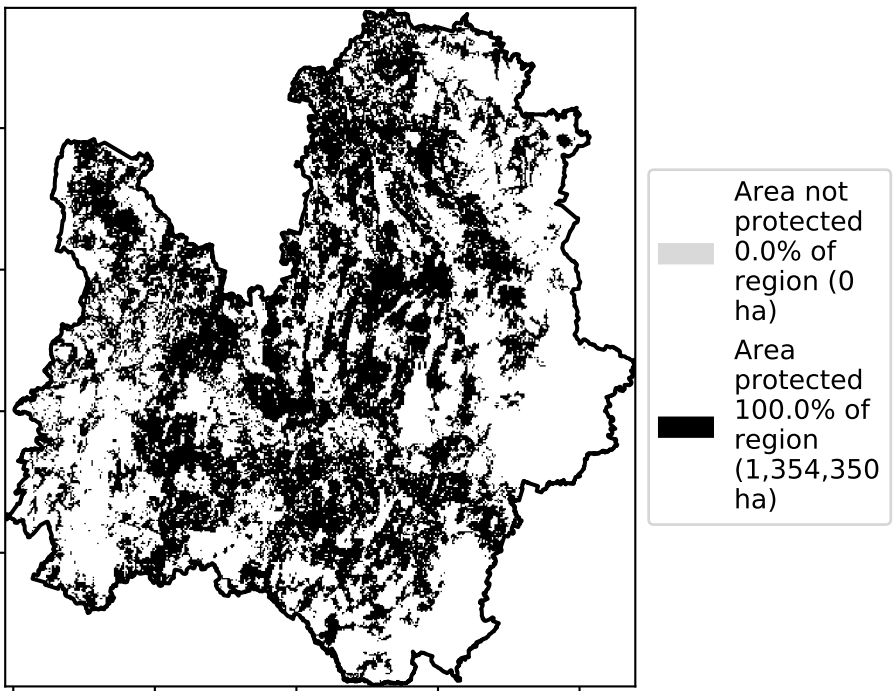 Area not
protected
0.0% of
region (0
ha)
Area
protected
100.0% of
region
(1,354,350
ha)